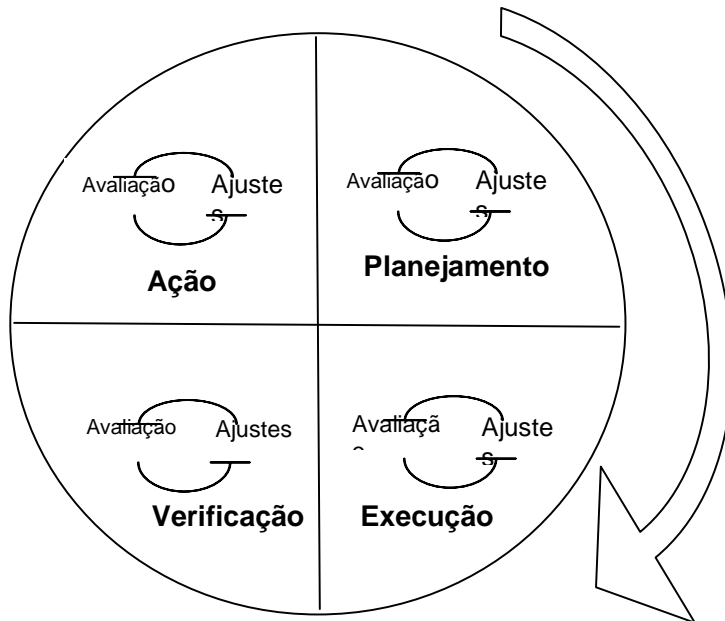 Avaliação Ajuste
s
Ação
Avaliação Ajuste
s
Planejamento
Avaliação Ajustes
Verificação
Avaliaçã Ajuste
s
Execução